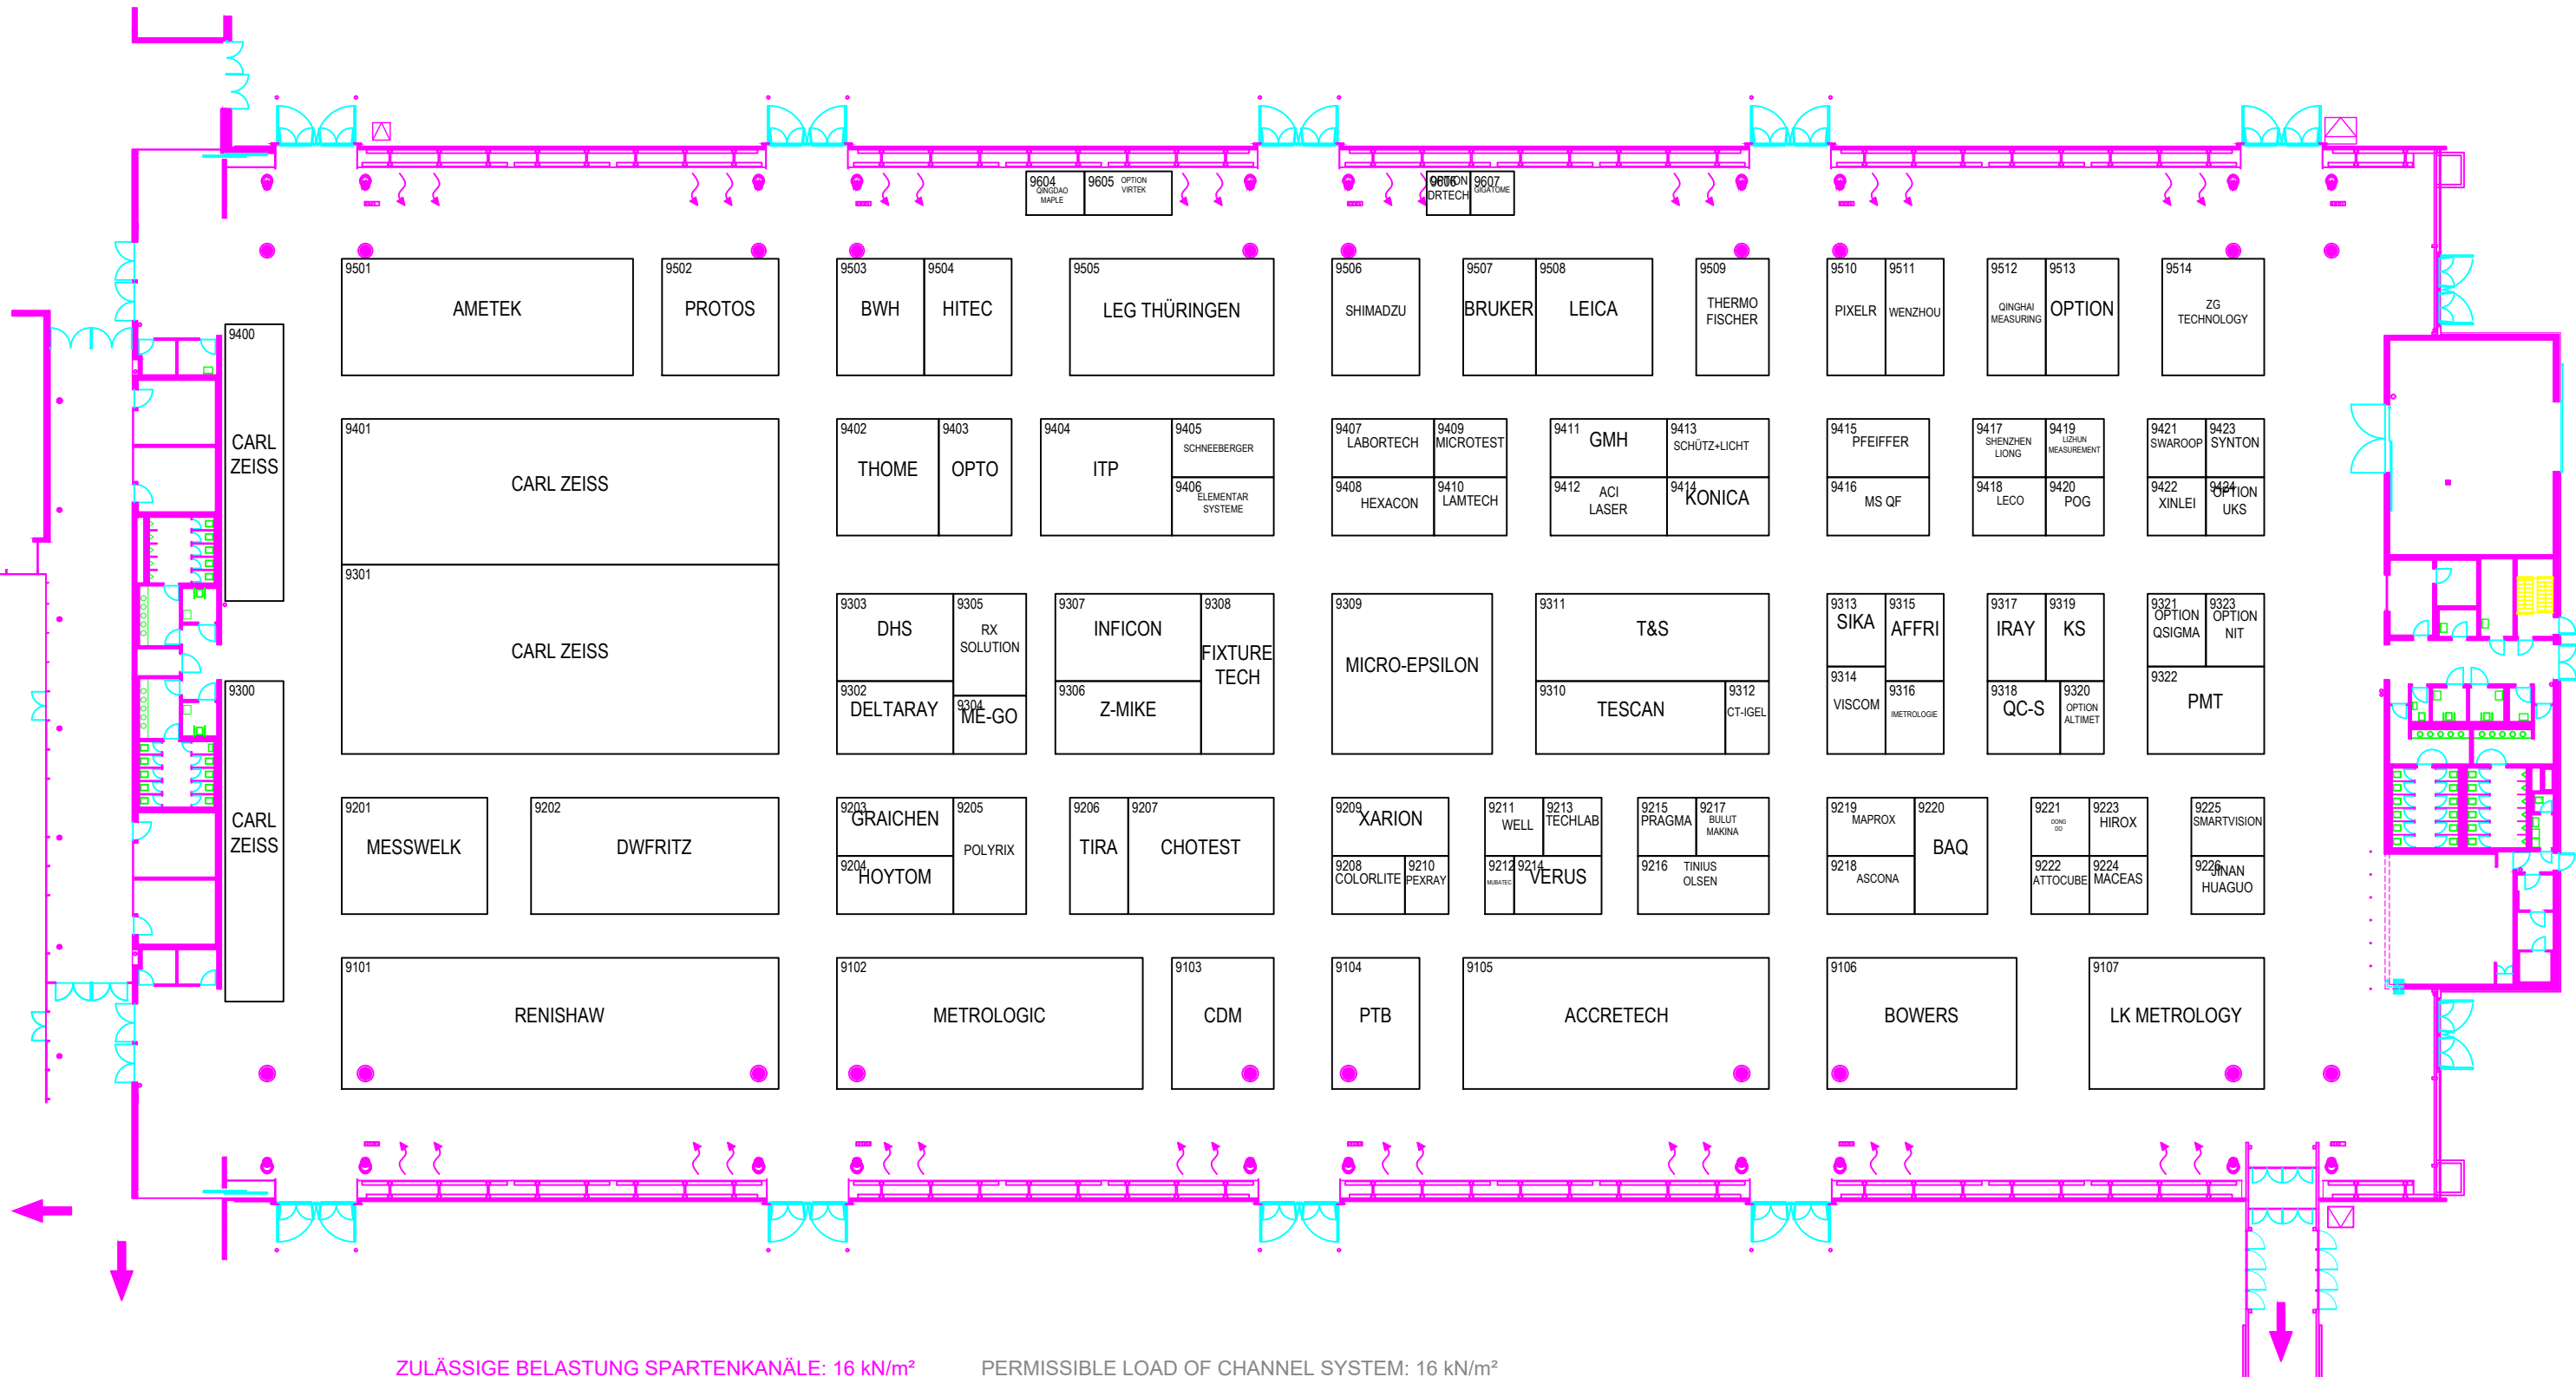 9604
QINGDAO
MAPLE
9605
OPTION
VIRTEK
9606
OPTION
DRTECH
9607
GIGATOME
9501
AMETEK
9502
PROTOS
9503
BWH
9504
HITEC
9505
LEG THÜRINGEN
9506
SHIMADZU
9507
BRUKER
9508
LEICA
9509
THERMO
FISCHER
9510
PIXELR
9511
WENZHOU
9512
QINGHAI
MEASURING
9513
OPTION
9514
ZG
TECHNOLOGY
9400
CARL
ZEISS
9401
CARL ZEISS
9402
THOME
9403
OPTO
9404
ITP
9405
SCHNEEBERGER
9406
ELEMENTAR
SYSTEME
9407
LABORTECH
9409
MICROTEST
9408
HEXACON
9410
LAMTECH
9411
GMH
9413
SCHÜTZ+LICHT
9412
ACI
LASER
9414
KONICA
9415
PFEIFFER
9416
MS QF
9417
SHENZHEN
LIONG
9419
LIZHUN
MEASUREMENT
9418
LECO
9420
POG
9421
SWAROOP
9423
SYNTON
9422
XINLEI
9424
OPTION
UKS
9301
CARL ZEISS
9300
CARL
ZEISS
9303
DHS
9305
RX
SOLUTION
9302
DELTARAY
9304
ME-GO
9307
INFICON
9308
FIXTURE
TECH
9306
Z-MIKE
9309
MICRO-EPSILON
9311
T&S
9310
TESCAN
9312
CT-IGEL
9313
SIKA
9315
AFFRI
9314
VISCOM
9316
IMETROLOGIE
9317
IRAY
9319
KS
9318
QC-S
9320
OPTION
ALTIMET
9321
OPTION
QSIGMA
9323
OPTION
NIT
9322
PMT
9201
MESSWELK
9202
DWFRITZ
9203
GRAICHEN
9205
POLYRIX
9204
HOYTOM
9206
TIRA
9207
CHOTEST
9209
XARION
9208
COLORLITE
9210
PEXRAY
9211
WELL
9213
TECHLAB
9212
MUBATEC
9214
VERUS
9215
PRAGMA
9217
BULUT
MAKINA
9216
TINIUS
OLSEN
9219
MAPROX
9220
BAQ
9218
ASCONA
9221
DONG
DO
9223
HIROX
9222
ATTOCUBE
9224
MACEAS
9225
SMARTVISION
9226
JINAN
HUAGUO
9101
RENISHAW
9102
METROLOGIC
9103
CDM
9104
PTB
9105
ACCRETECH
9106
BOWERS
9107
LK METROLOGY
ZULÄSSIGE BELASTUNG SPARTENKANÄLE: 16 kN/m²
PERMISSIBLE LOAD OF CHANNEL SYSTEM: 16 kN/m²